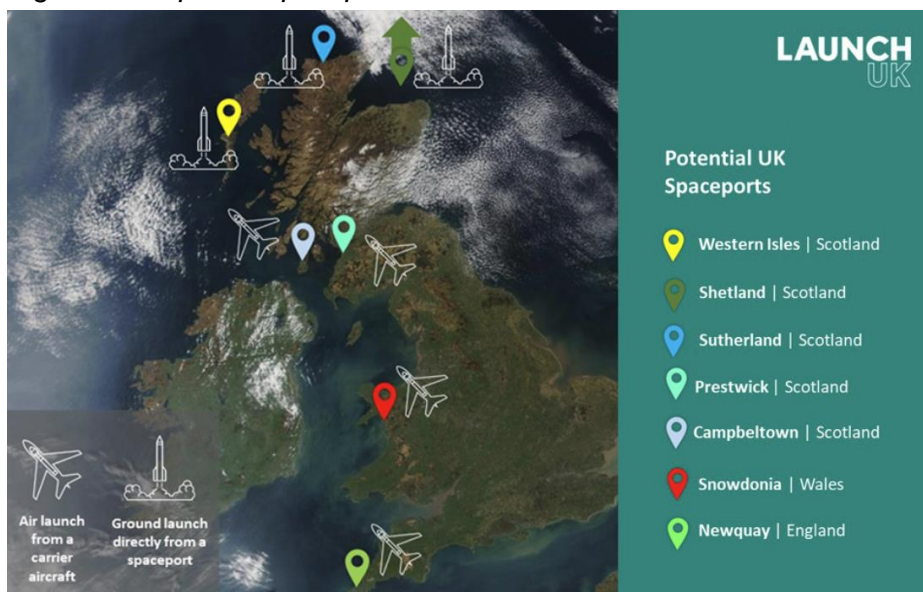 LAUNCH
UK
Potential UK
Spaceports
Western Isles | Scotland
Shetland | Scotland
Sutherland | Scotland
Prestwick | Scotland
Campbeltown | Scotland
Snowdonia | Wales
Newquay | England
Air launch
from a
carrier
aircraft
Ground launch
directly from a
spaceport